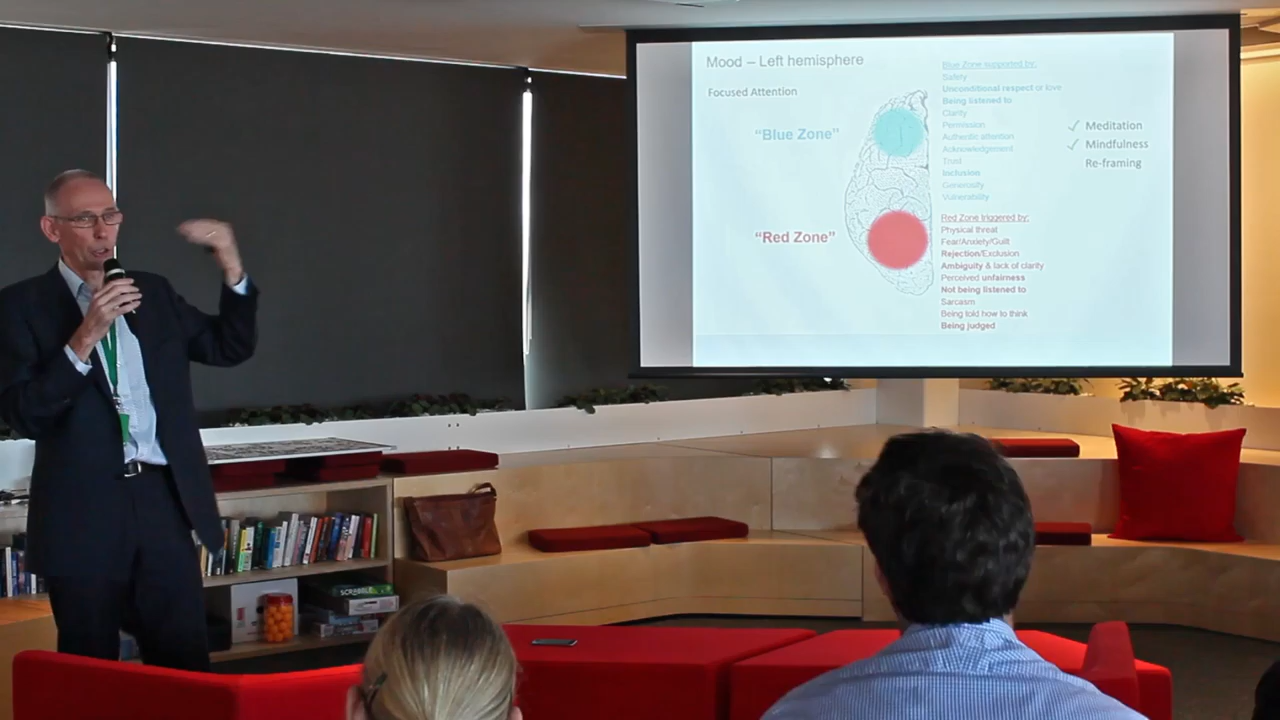 Mood – Left hemisphere
Focused Attention
"Blue Zone"
"Red Zone"
Blue Zone supported by:
Safety
Unconditional respect or love
Being listened to
Clarity
Permission
Authentic attention
Acknowledgement
Trust
Inclusion
Generosity
Vulnerability
Red Zone triggered by:
Physical threat
Fear/Anxiety/Guilt
Rejection/Exclusion
Ambiguity & lack of clarity
Perceived unfairness
Not being listened to
Sarcasm
Being told how to think
Being judged
✓ Meditation
✓ Mindfulness
Re-framing
SCRABBLE